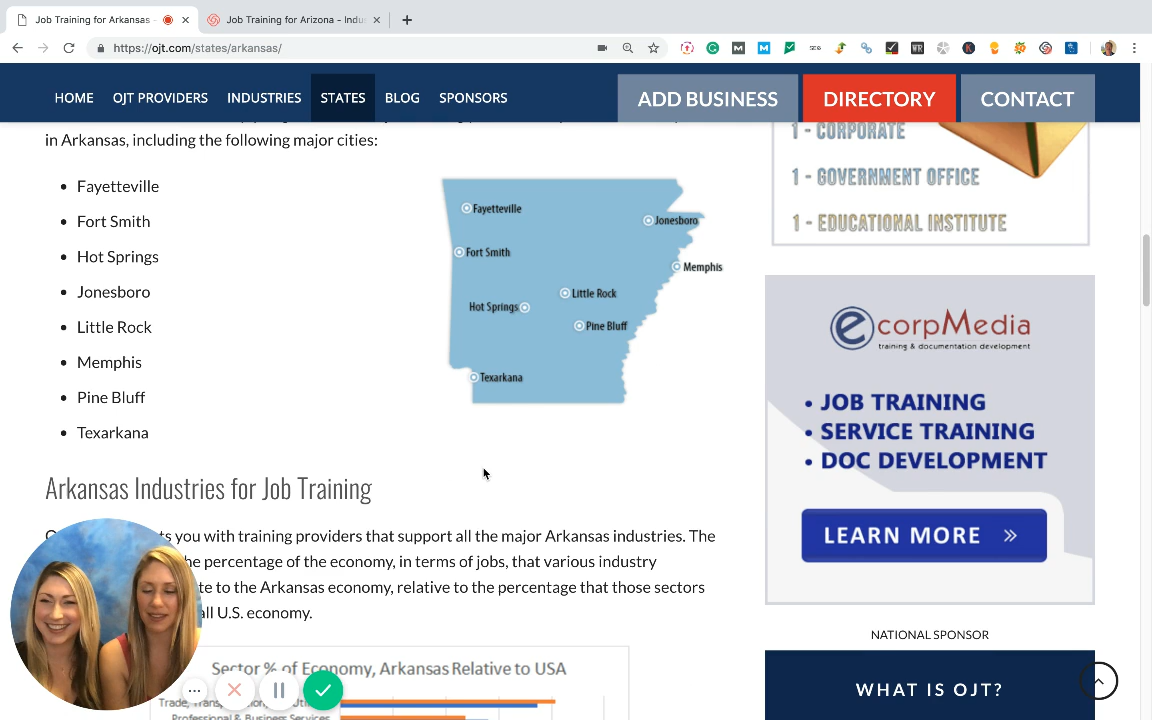 Job Training for Arkansas -
Job Training for Arizona - Indus
https://ojt.com/states/arkansas/
HOME
OJT PROVIDERS
INDUSTRIES
STATES
BLOG
SPONSORS
ADD BUSINESS
DIRECTORY
CONTACT
in Arkansas, including the following major cities:
• Fayetteville
• Fort Smith
• Hot Springs
• Jonesboro
• Little Rock
• Memphis
• Pine Bluff
• Texarkana
Fayetteville
Jonesboro
Fort Smith
Memphis
Little Rock
Hot Springs
Pine Bluff
Texarkana
Arkansas Industries for Job Training
ts you with training providers that support all the major Arkansas industries. The
he percentage of the economy, in terms of jobs, that various industry
te to the Arkansas economy, relative to the percentage that those sectors
all U.S. economy.
Sector % of Economy, Arkansas Relative to USA
Professional & Business Services
1 - CORPORATE
1 - GOVERNMENT OFFICE
1 - EDUCATIONAL INSTITUTE
ecorpMedia
training & documentation development
• JOB TRAINING
• SERVICE TRAINING
• DOC DEVELOPMENT
LEARN MORE »
NATIONAL SPONSOR
WHAT IS OJT?